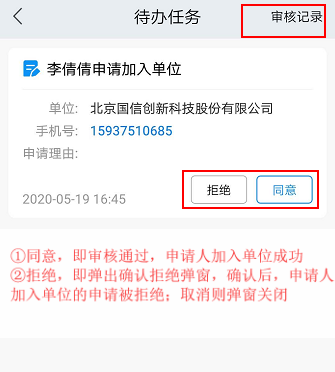 待办任务
审核记录
李倩倩申请加入单位
单位: 北京国信创新科技股份有限公司
手机号: 15937510685
申请理由:
2020-05-19 16:45
拒绝
同意
①同意，即审核通过，申请人加入单位成功
②拒绝，即弹出确认拒绝弹窗，确认后，申请人
加入单位的申请被拒绝；取消则弹窗关闭